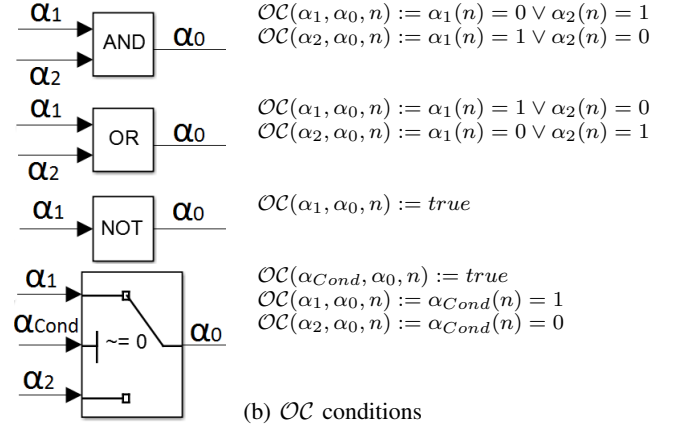 α1
AND
α0
α2
OC(α1, α0, n) := α1(n) = 0 ∨ α2(n) = 1
OC(α2, α0, n) := α1(n) = 1 ∨ α2(n) = 0
α1
OR
α0
α2
OC(α1, α0, n) := α1(n) = 1 ∨ α2(n) = 0
OC(α2, α0, n) := α1(n) = 0 ∨ α2(n) = 1
α1
NOT
α0
OC(α1, α0, n) := true
α1
αCond
~= 0
α0
α2
OC(αCond, α0, n) := true
OC(α1, α0, n) := αCond(n) = 1
OC(α2, α0, n) := αCond(n) = 0
(b) OC conditions